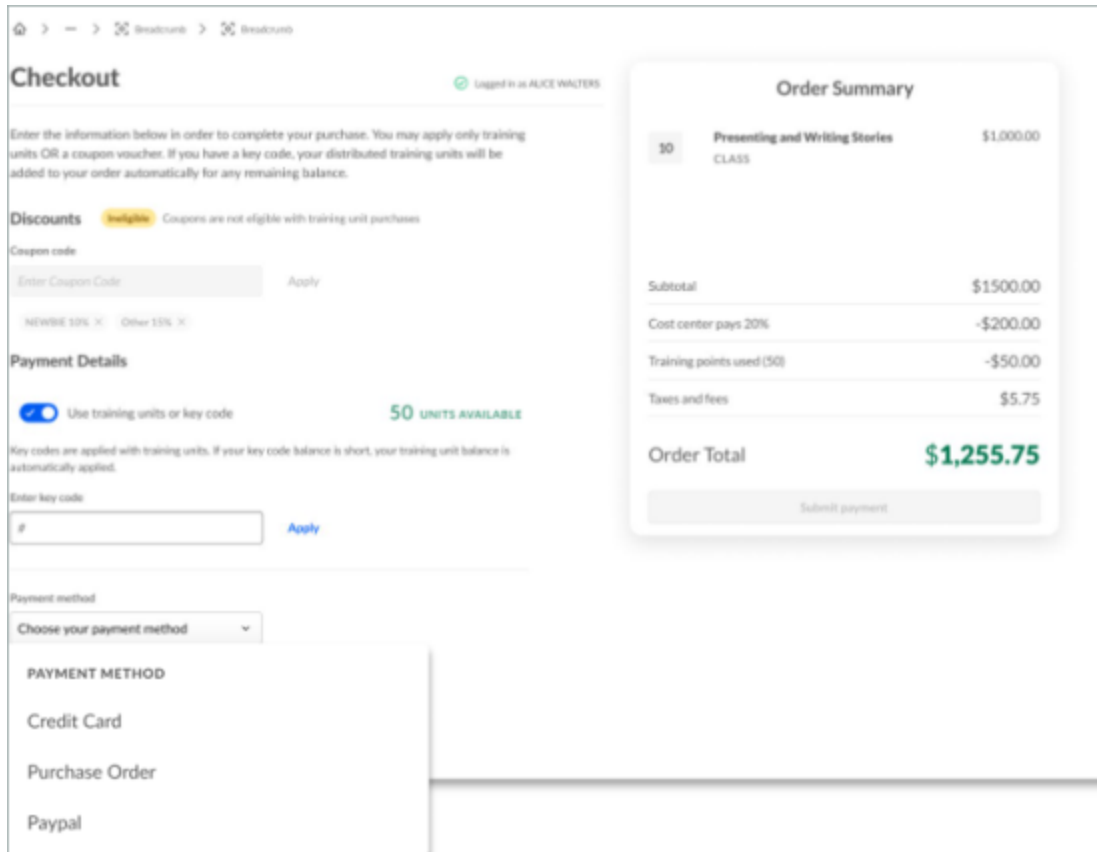 Breadcrumb
Breadcrumb
Checkout
Logged in as ALICE WALTERS
Enter the information below in order to complete your purchase. You may apply only training
units OR a coupon voucher. If you have a key code, your distributed training units will be
added to your order automatically for any remaining balance.
Discounts
Ineligible
Coupons are not eligible with training unit purchases
Coupon code
Enter Coupon Code
Apply
NEWBIE 10% ×
Other 15% ×
Payment Details
Use training units or key code
50 UNITS AVAILABLE
Key codes are applied with training units. If your key code balance is short, your training unit balance is
automatically applied.
Enter key code
#
Apply
Payment method
Choose your payment method
PAYMENT METHOD
Credit Card
Purchase Order
Paypal
Order Summary
10
Presenting and Writing Stories
$1,000.00
CLASS
Subtotal $1500.00
Cost center pays 20% -$200.00
Training points used (50) -$50.00
Taxes and fees $5.75
Order Total $1,255.75
Submit payment